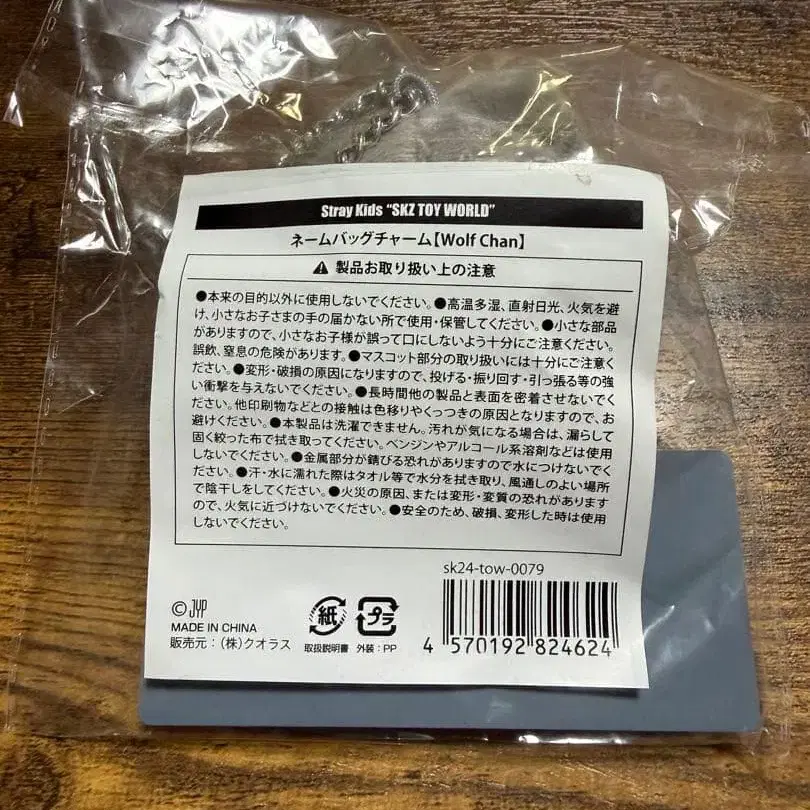 Stray Kids "SKZ TOY WORLD"
ネームバッグチャーム【Wolf Chan】
製品お取り扱い上の注意
●本来の目的以外に使用しないでください。●高温多湿、直射日光、火気を避
け、小さなお子さまの手の届かない所で使用・保管してください。●小さな部品
がありますので、小さなお子様が誤って口にしないよう十分にご注意ください。
誤飲、窒息の危険があります。●マスコット部分の取り扱いには十分にご注意く
ださい。●変形・破損の原因になりますので、投げる・振り回す・引っ張る等の強
い衝撃を与えないでください。●長時間他の製品と表面を密着させないでく
ださい。他印刷物などとの接触は色移りやくっつきの原因となりますので、お
避けください。●本製品は洗濯できません。汚れが気になる場合は、濡らして
固く絞った布で拭き取ってください。ベンジンやアルコール系溶剤などは使用
しないでください。●金属部分が錆びる恐れがありますので水につけないでく
ださい。●汗・水に濡れた際はタオル等で水分を拭き取り、風通しのよい場所
で陰干しをしてください。●火災の原因、または変形・変質の恐れがあります
ので、火気に近づけないでください。●安全のため、破損、変形した時は使用
しないでください。
sk24-tow-0079
©JYP
MADE IN CHINA
販売元：(株)クオラス
紙
プラ
取扱説明書 外装：PP
4 570192 824624